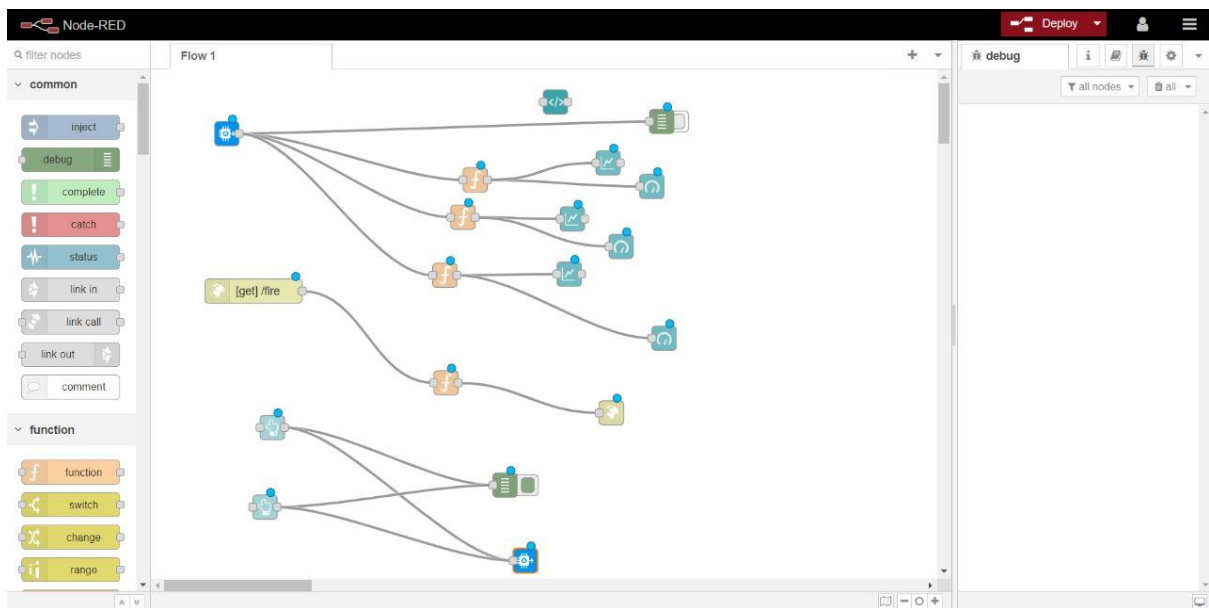 Node-RED
Deploy
filter nodes
Flow 1
debug
i
all nodes
all
common
inject
debug
complete
catch
status
link in
link call
link out
comment
function
function
switch
change
range
[get] /fire